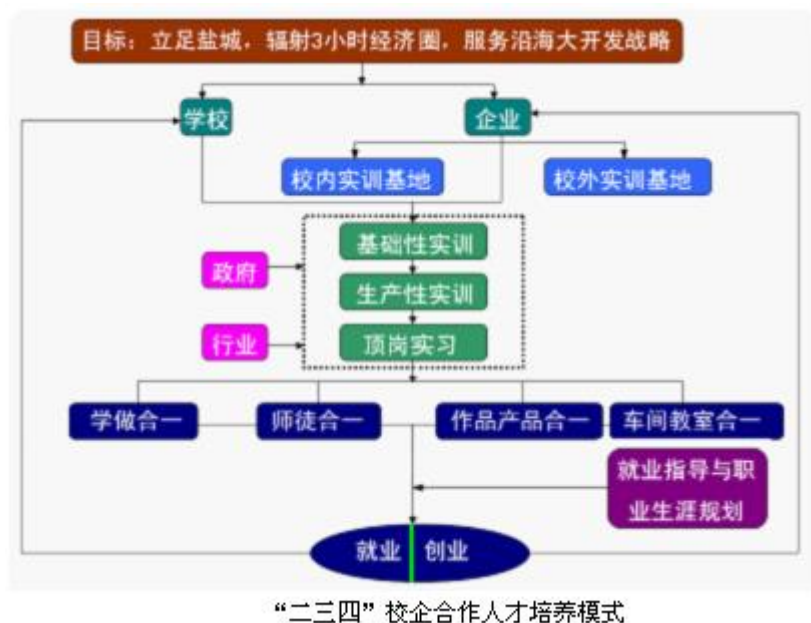 目标：立足盐城，辐射3小时经济圈，服务沿海大开发战略
学校
企业
校内实训基地
校外实训基地
基础性实训
政府
生产性实训
行业
顶岗实习
学做合一
师徒合一
作品产品合一
车间教室合一
就业指导与职
业生涯规划
就业 创业
“二三四”校企合作人才培养模式